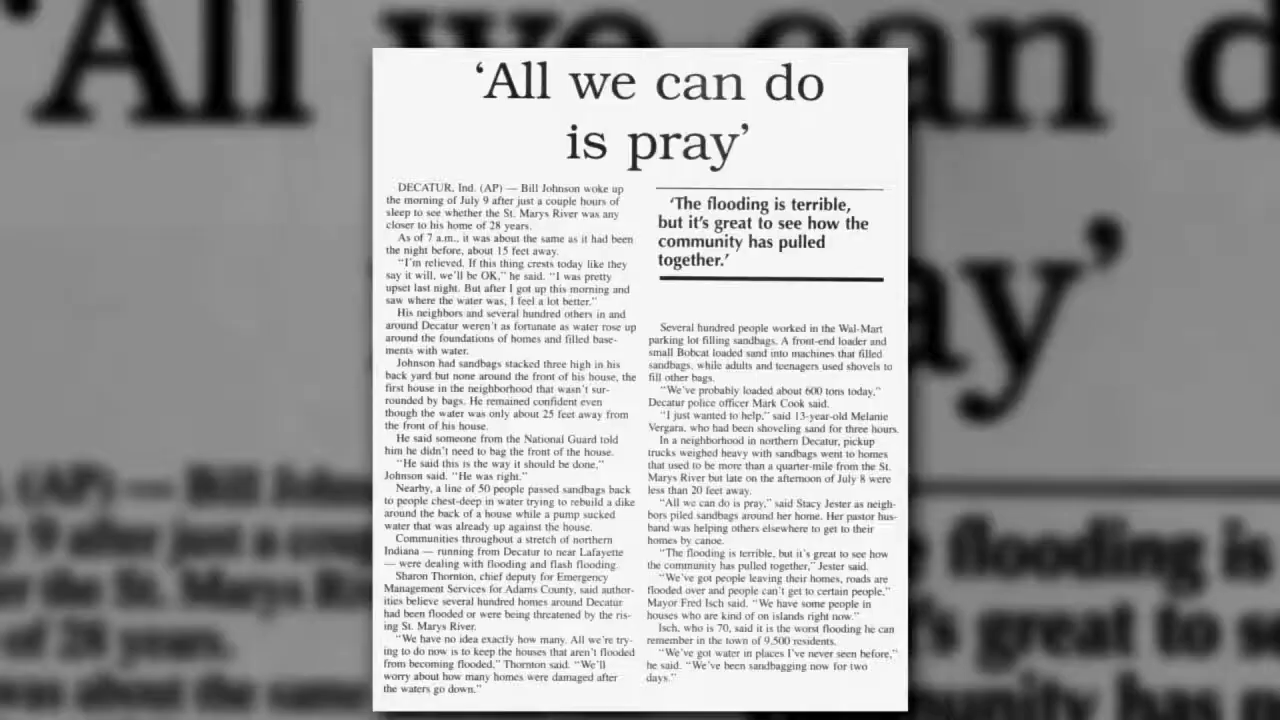 ‘All we can do
is pray’
DECATUR, Ind. (AP) — Bill Johnson woke up
the morning of July 9 after just a couple hours of
sleep to see whether the St. Marys River was any
closer to his home of 28 years.
As of 7 a.m., it was about the same as it had been
the night before, about 15 feet away.
“I’m relieved. If this thing crests today like they
say it will, we’ll be OK,” he said. “I was pretty
upset last night. But after I got up this morning and
saw where the water was, I feel a lot better.”
His neighbors and several hundred others in and
around Decatur weren’t as fortunate as water rose up
around the foundations of homes and filled base-
ments with water.
Johnson had sandbags stacked three high in his
back yard but none around the front of his house, the
first house in the neighborhood that wasn’t sur-
rounded by bags. He remained confident even
though the water was only about 25 feet away from
the front of his house.
He said someone from the National Guard told
him he didn’t need to bag the front of the house.
“He said this is the way it should be done,”
Johnson said. “He was right.”
Nearby, a line of 50 people passed sandbags back
to people chest-deep in water trying to rebuild a dike
around the back of a house while a pump sucked
water that was already up against the house.
Communities throughout a stretch of northern
Indiana — running from Decatur to near Lafayette
— were dealing with flooding and flash flooding.
Sharon Thornton, chief deputy for Emergency
Management Services for Adams County, said author-
ities believe several hundred homes around Decatur
had been flooded or were being threatened by the ris-
ing St. Marys River.
“We have no idea exactly how many. All we’re try-
ing to do now is to keep the houses that aren’t flooded
from becoming flooded,” Thornton said. “We’ll
worry about how many homes were damaged after
the waters go down.”
‘The flooding is terrible,
but it’s great to see how the
community has pulled
together.’
Several hundred people worked in the Wal-Mart
parking lot filling sandbags. A front-end loader and
small Bobcat loaded sand into machines that filled
sandbags, while adults and teenagers used shovels to
fill other bags.
“We’ve probably loaded about 600 tons today,”
Decatur police officer Mark Cook said.
“I just wanted to help,” said 13-year-old Melanie
Vergara, who had been shoveling sand for three hours.
In a neighborhood in northern Decatur, pickup
trucks weighed heavy with sandbags went to homes
that used to be more than a quarter-mile from the St.
Marys River but late on the afternoon of July 8 were
less than 20 feet away.
“All we can do is pray,” said Stacy Jester as neigh-
bors piled sandbags around her home. Her pastor hus-
band was helping others elsewhere to get to their
homes by canoe.
“The flooding is terrible, but it’s great to see how
the community has pulled together,” Jester said.
“We’ve got people leaving their homes, roads are
flooded over and people can’t get to certain people,”
Mayor Fred Isch said. “We have some people in
houses who are kind of on islands right now.”
Isch, who is 70, said it is the worst flooding he can
remember in the town of 9,500 residents.
“We’ve got water in places I’ve never seen before,”
he said. “We’ve been sandbagging now for two
days.”